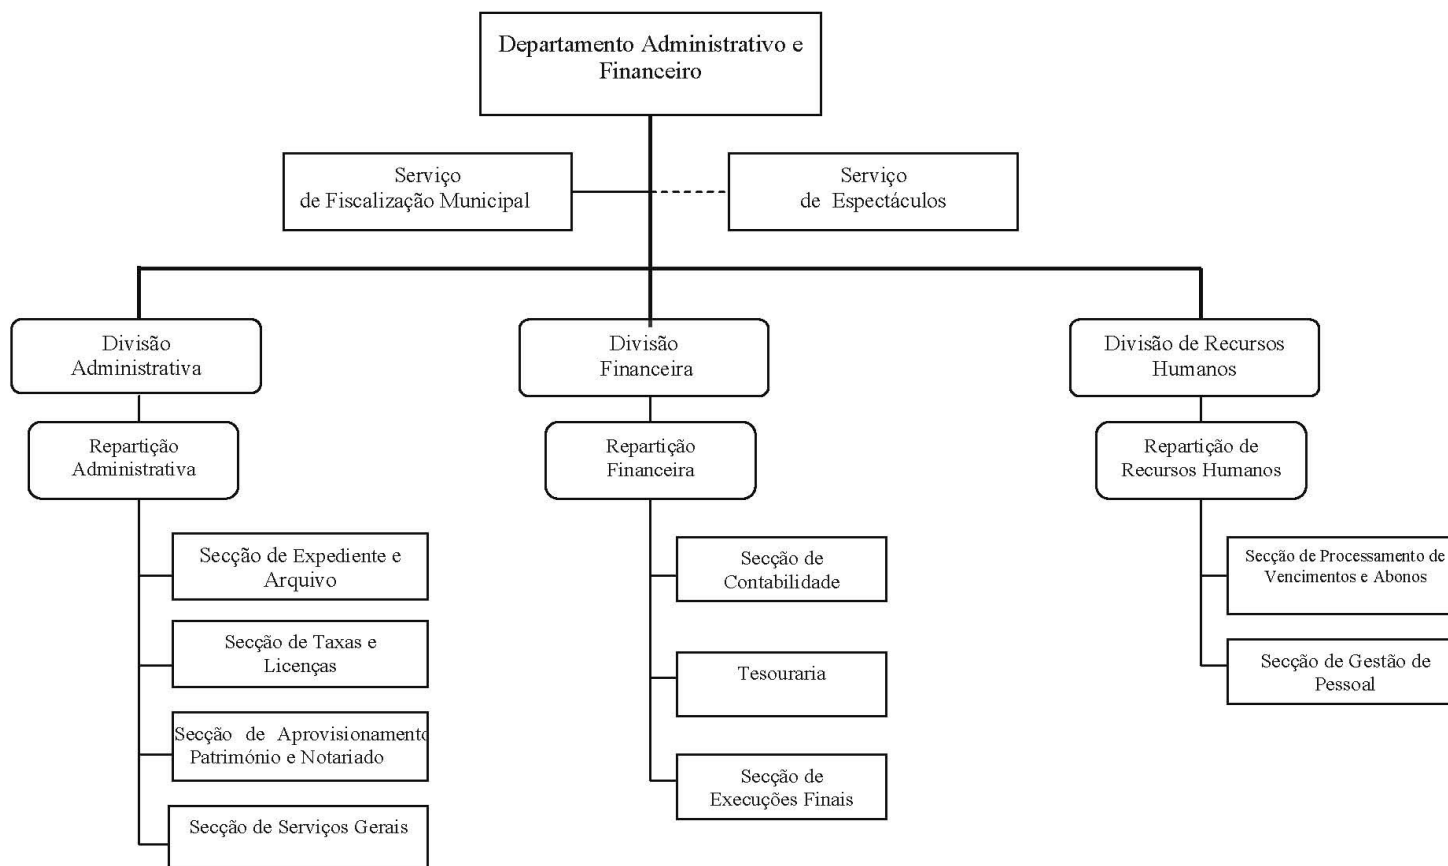 Departamento Administrativo e
Financeiro
Serviço
de Fiscalização Municipal
Serviço
de Espectáculos
Divisão
Administrativa
Divisão
Financeira
Divisão de Recursos
Humanos
Repartição
Administrativa
Repartição
Financeira
Repartição de
Recursos Humanos
Secção de Expediente e
Arquivo
Secção de Taxas e
Licenças
Secção de Aprovisionamento
Património e Notariado
Secção de Serviços Gerais
Secção de
Contabilidade
Tesouraria
Secção de
Execuções Finais
Secção de Processamento de
Vencimentos e Abonos
Secção de Gestão de
Pessoal